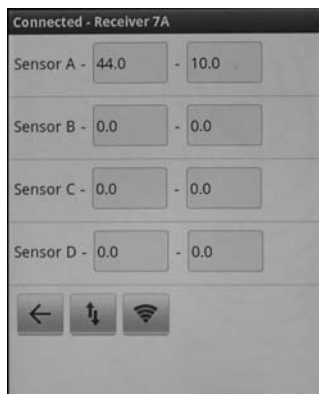 Connected - Receiver 7A
Sensor A - 44.0 - 10.0
Sensor B - 0.0 - 0.0
Sensor C - 0.0 - 0.0
Sensor D - 0.0 - 0.0